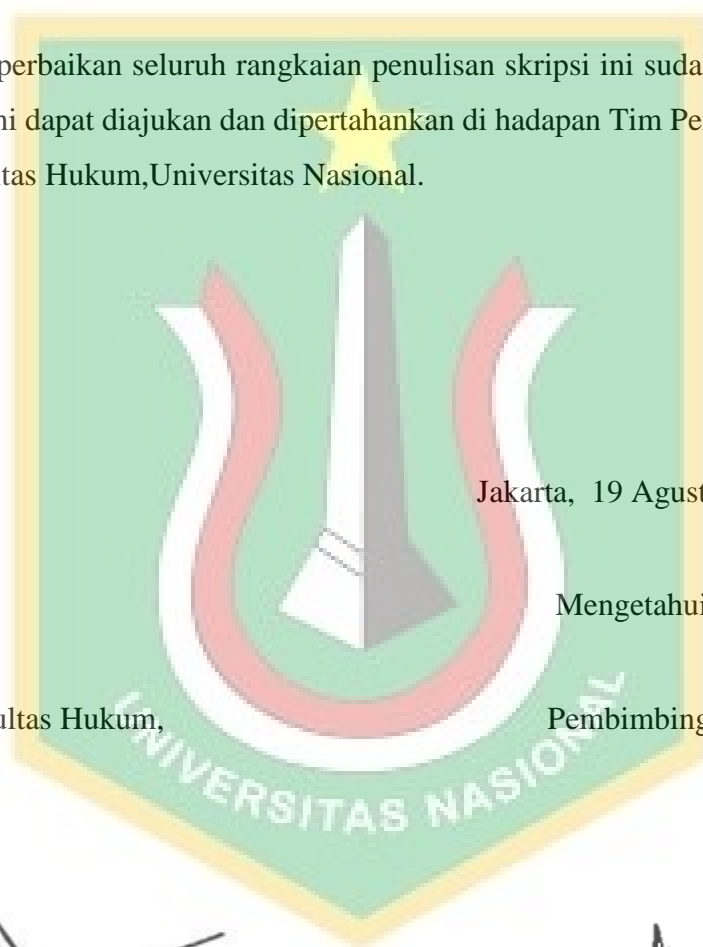 perbaikan seluruh rangkaian penulisan skripsi ini suda
ni dapat diajukan dan dipertahankan di hadapan Tim Pe
tas Hukum,Universitas Nasional.
Jakarta, 19 Agust
Mengetahui
ultas Hukum,
Pembimbing
UNIVERSITAS NASIONAL